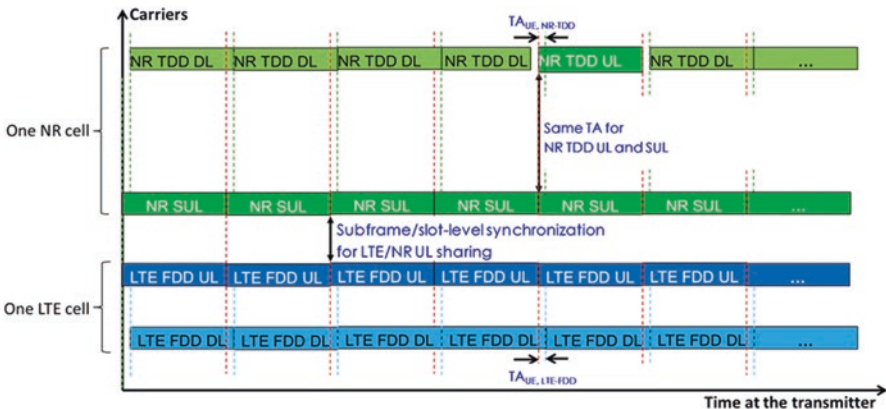 Carriers
TA UE, NR-TDD
NR TDD DL NR TDD DL NR TDD DL NR TDD DL NR TDD UL NR TDD DL ...
One NR cell
Same TA for
NR TDD UL and SUL
NR SUL NR SUL NR SUL NR SUL NR SUL NR SUL ...
Subframe/slot-level synchronization
for LTE/NR UL sharing
LTE FDD UL LTE FDD UL LTE FDD UL LTE FDD UL LTE FDD UL LTE FDD UL ...
One LTE cell
LTE FDD DL LTE FDD DL LTE FDD DL LTE FDD DL LTE FDD DL LTE FDD DL ...
TA UE, LTE-FDD
Time at the transmitter